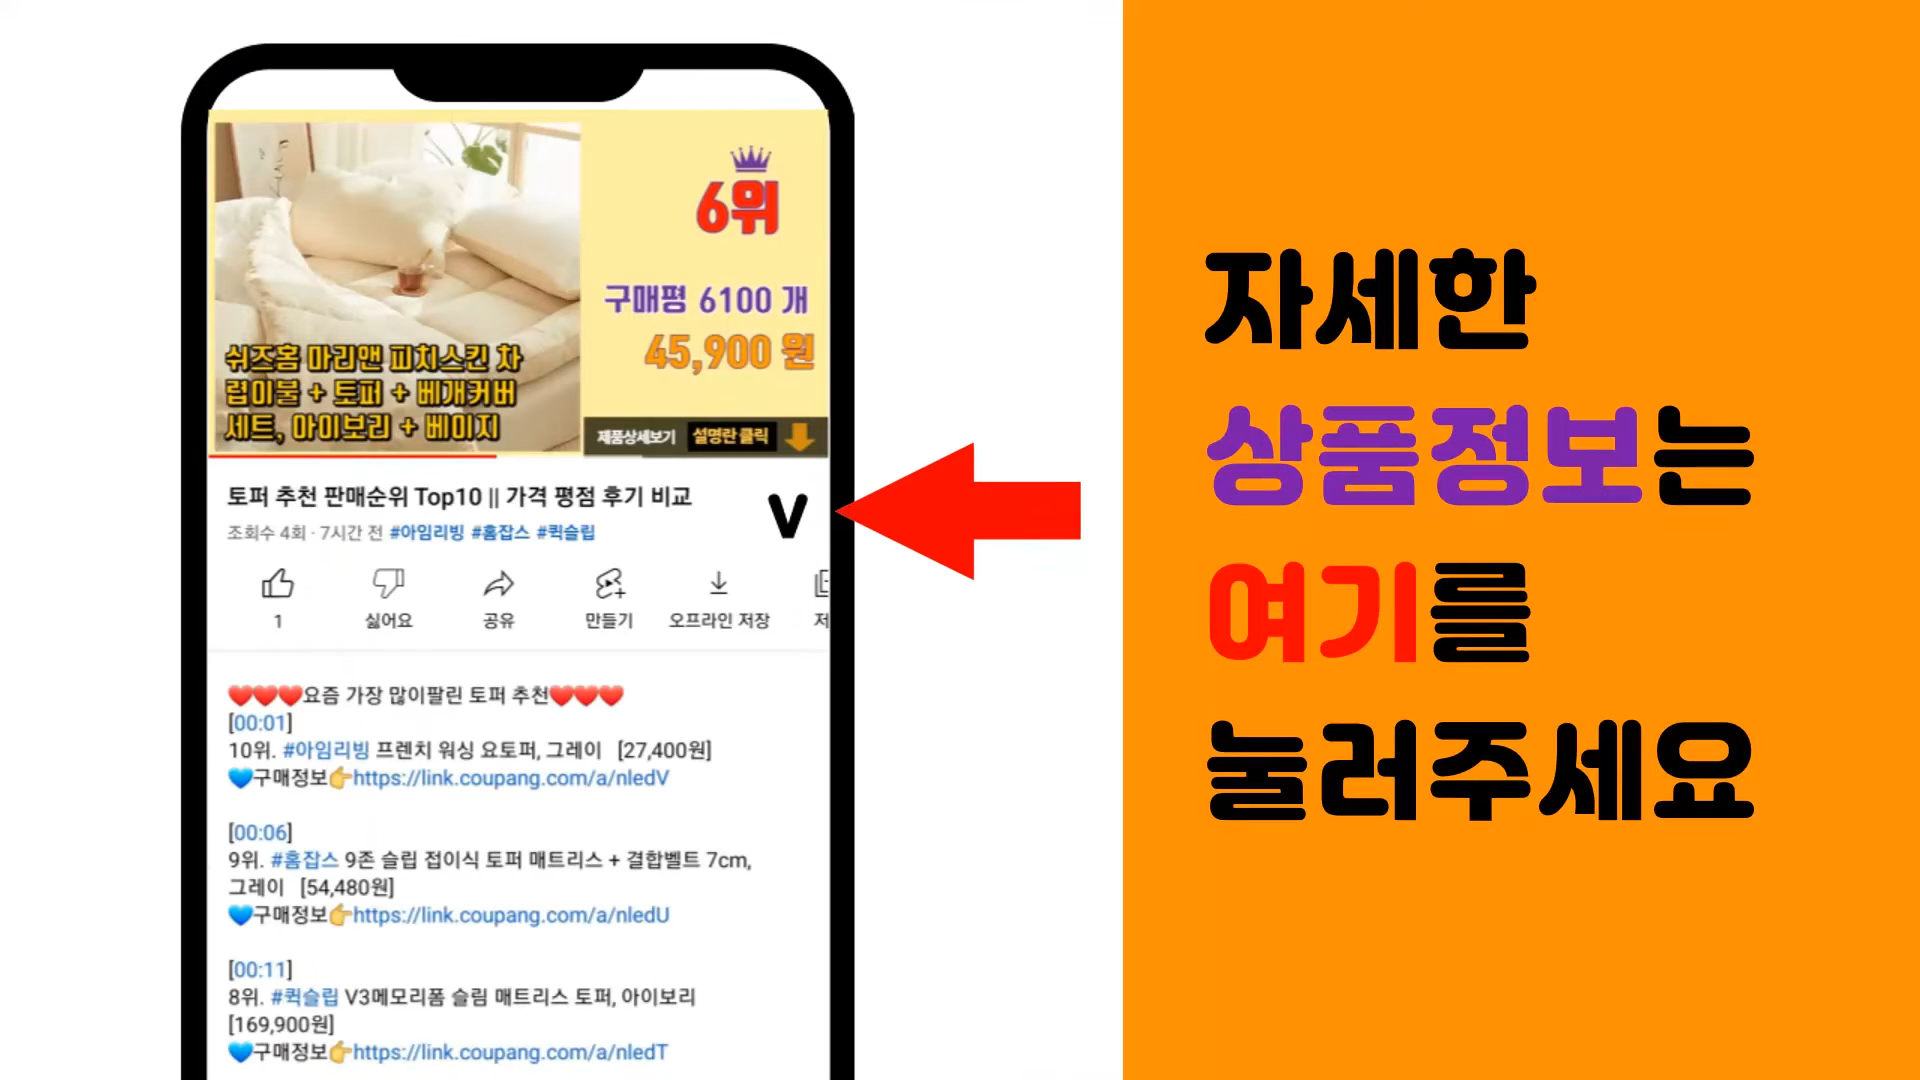 6위
구매평 6100 개
45,900 원
쉬즈홈 마리앤 피치스킨 차
렵이불 + 토퍼 + 베개커버
세트, 아이보리 + 베이지
제품상세보기 설명란 클릭
토퍼 추천 판매순위 Top10 || 가격 평점 후기 비교
V
조회수 4회 · 7시간 전 #아임리빙 #홈잡스 #퀵슬립
1 싫어요 공유 만들기 오프라인 저장 저
❤️❤️❤️요즘 가장 많이팔린 토퍼 추천❤️❤️❤️
[00:01]
10위. #아임리빙 프렌치 워싱 요토퍼, 그레이 [27,400원]
💙구매정보👉https://link.coupang.com/a/nledV
[00:06]
9위. #홈잡스 9존 슬립 접이식 토퍼 매트리스 + 결합벨트 7cm,
그레이 [54,480원]
💙구매정보👉https://link.coupang.com/a/nledU
[00:11]
8위. #퀵슬립 V3메모리폼 슬림 매트리스 토퍼, 아이보리
[169,900원]
💙구매정보👉https://link.coupang.com/a/nledT
자세한
상품정보는
여기를
눌러주세요